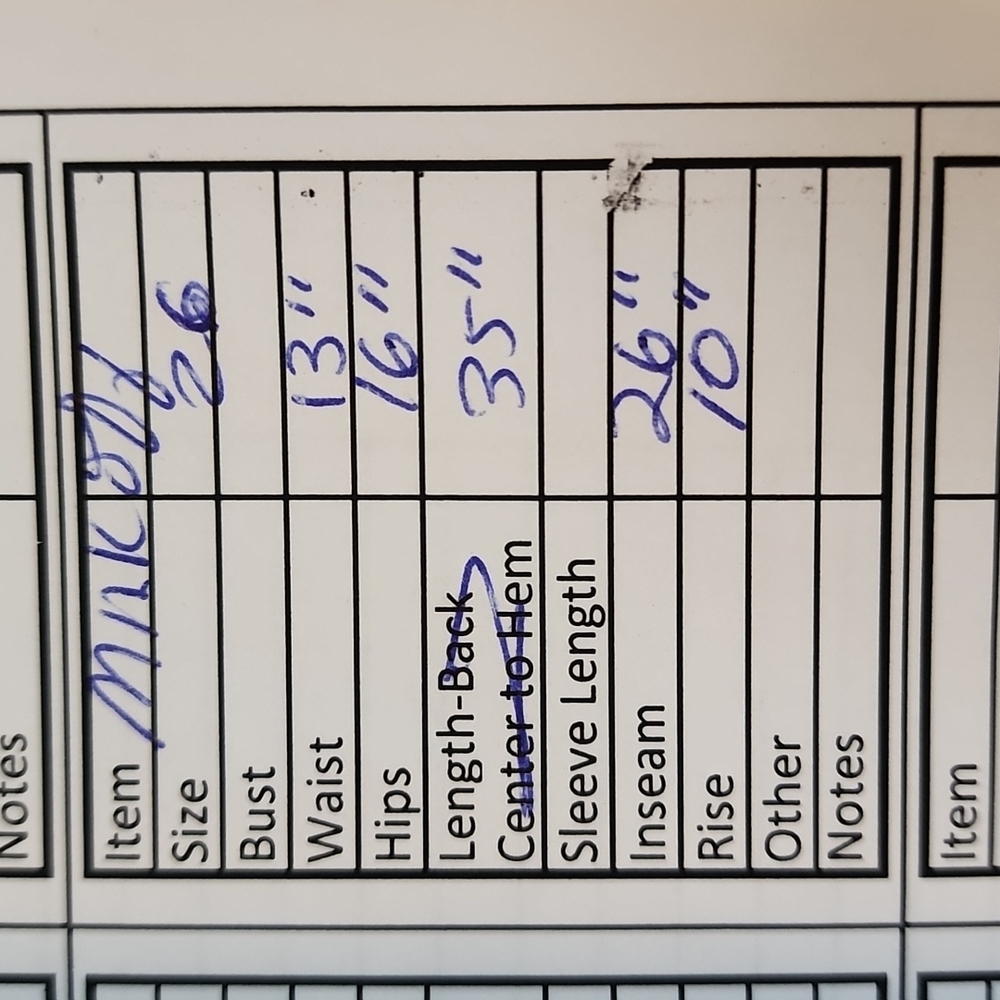 Notes
Item Minkoff
Size 26
Bust
Waist 13"
Hips 16"
Length-Back 35"
Center to Hem
Sleeve Length
Inseam 26"
Rise 10"
Other
Notes
Item